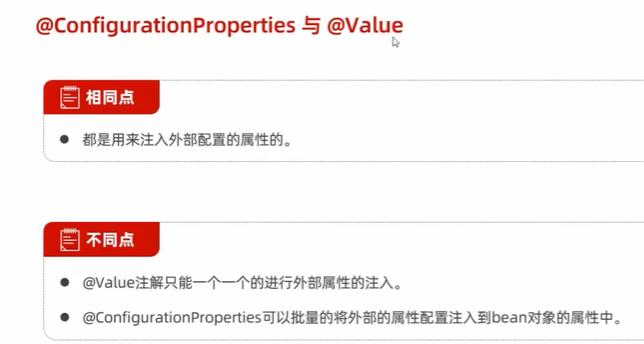 @ConfigurationProperties 与 @Value
相同点
都是用来注入外部配置的属性的。
不同点
@Value注解只能一个一个的进行外部属性的注入。
@ConfigurationProperties可以批量的将外部的属性配置注入到bean对象的属性中。